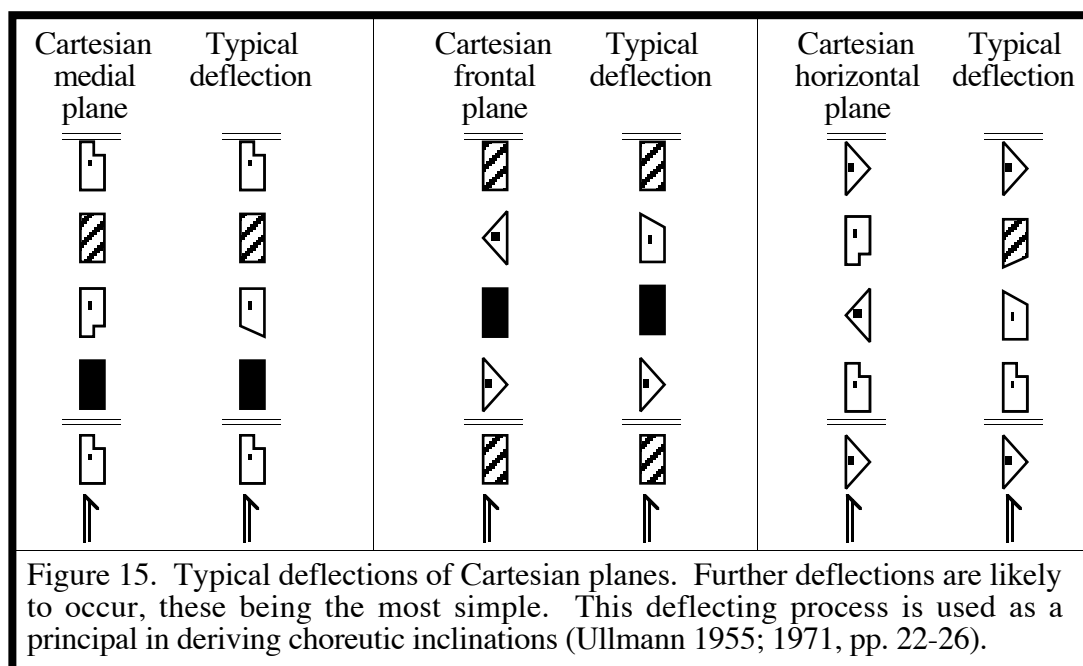 Cartesian medial plane
Typical deflection
Cartesian frontal plane
Typical deflection
Cartesian horizontal plane
Typical deflection
Figure 15. Typical deflections of Cartesian planes. Further deflections are likely
to occur, these being the most simple. This deflecting process is used as a
principal in deriving choreutic inclinations (Ullmann 1955; 1971, pp. 22-26).